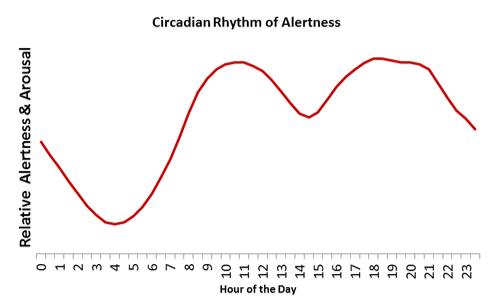 Circadian Rhythm of Alertness
Relative Alertness & Arousal
0 1 2 3 4 5 6 7 8 9 10 11 12 13 14 15 16 17 18 19 20 21 22 23
Hour of the Day